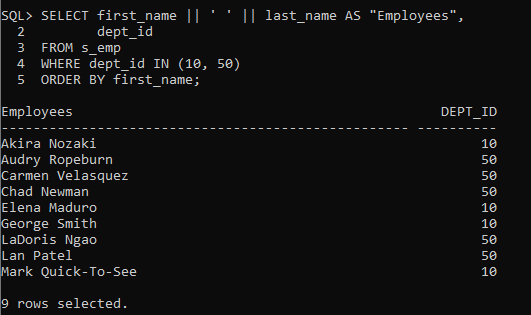 SQL> SELECT first_name || ' ' || last_name AS "Employees",
  2         dept_id
  3  FROM s_emp
  4  WHERE dept_id IN (10, 50)
  5  ORDER BY first_name;
Employees                                              DEPT_ID
--------------------------------------------------- ----------
Akira Nozaki                                                10
Audry Ropeburn                                              50
Carmen Velasquez                                            50
Chad Newman                                                 50
Elena Maduro                                                10
George Smith                                                10
LaDoris Ngao                                                50
Lan Patel                                                   50
Mark Quick-To-See                                           10
9 rows selected.